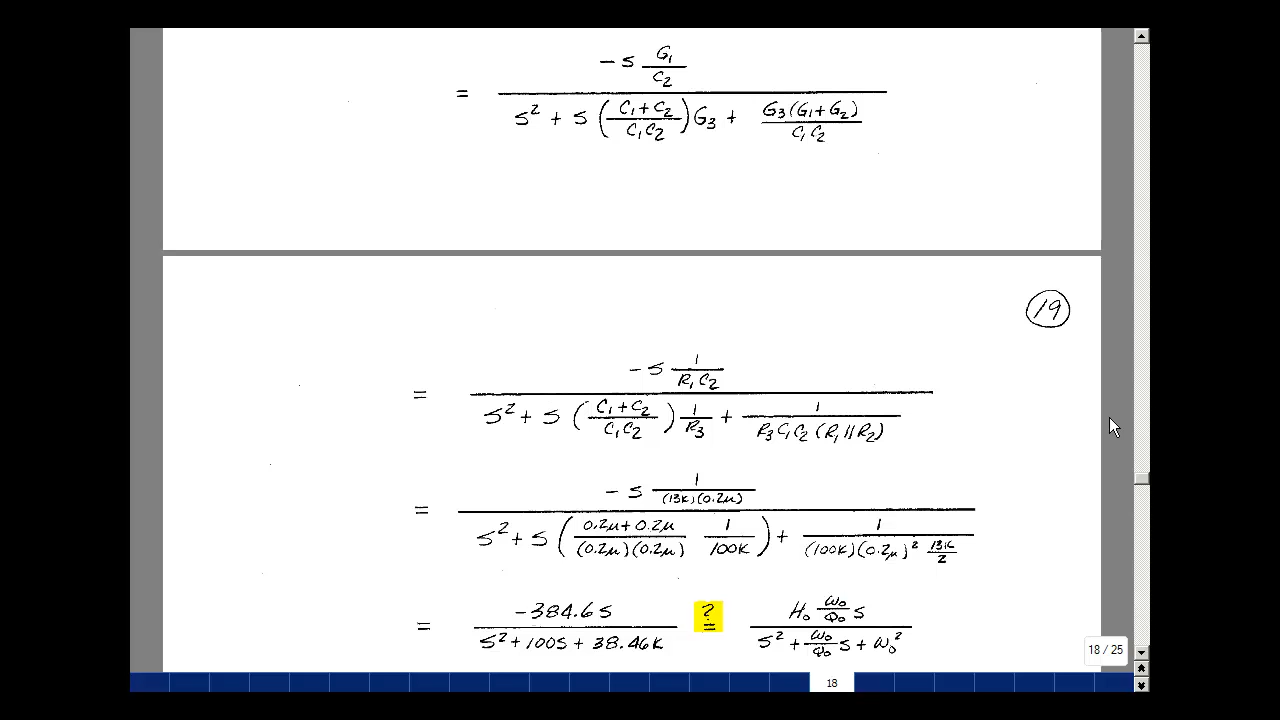 = -s G1/C2 / s² + s (C1+C2/C1C2) G3 + G3(G1+G2)/C1C2
19
= -s 1/R1C2 / s² + s (C1+C2/C1C2) 1/R3 + 1/R3C1C2(R1||R2)
= -s 1/(13K)(0.2μ) / s² + s (0.2μ+0.2μ/(0.2μ)(0.2μ) 1/100K) + 1/(100K)(0.2μ)² 13K/2
= -384.6s / s²+100s+38.46K ?= H₀ ω₀/Q₀ s / s² + ω₀/Q₀ s + ω₀²
18 / 25
18